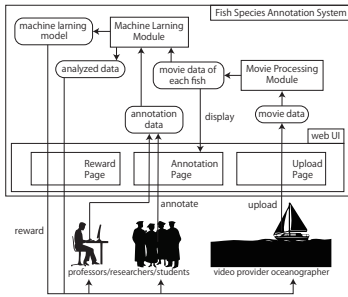 Fish Species Annotation System
machine larning
model
Machine Larning
Module
analyzed data
movie data of
each fish
Movie Processing
Module
annotation
data
display
movie data
web UI
Reward
Page
Annotation
Page
Upload
Page
reward
annotate
upload
professors/researchers/students
video provider oceanographer